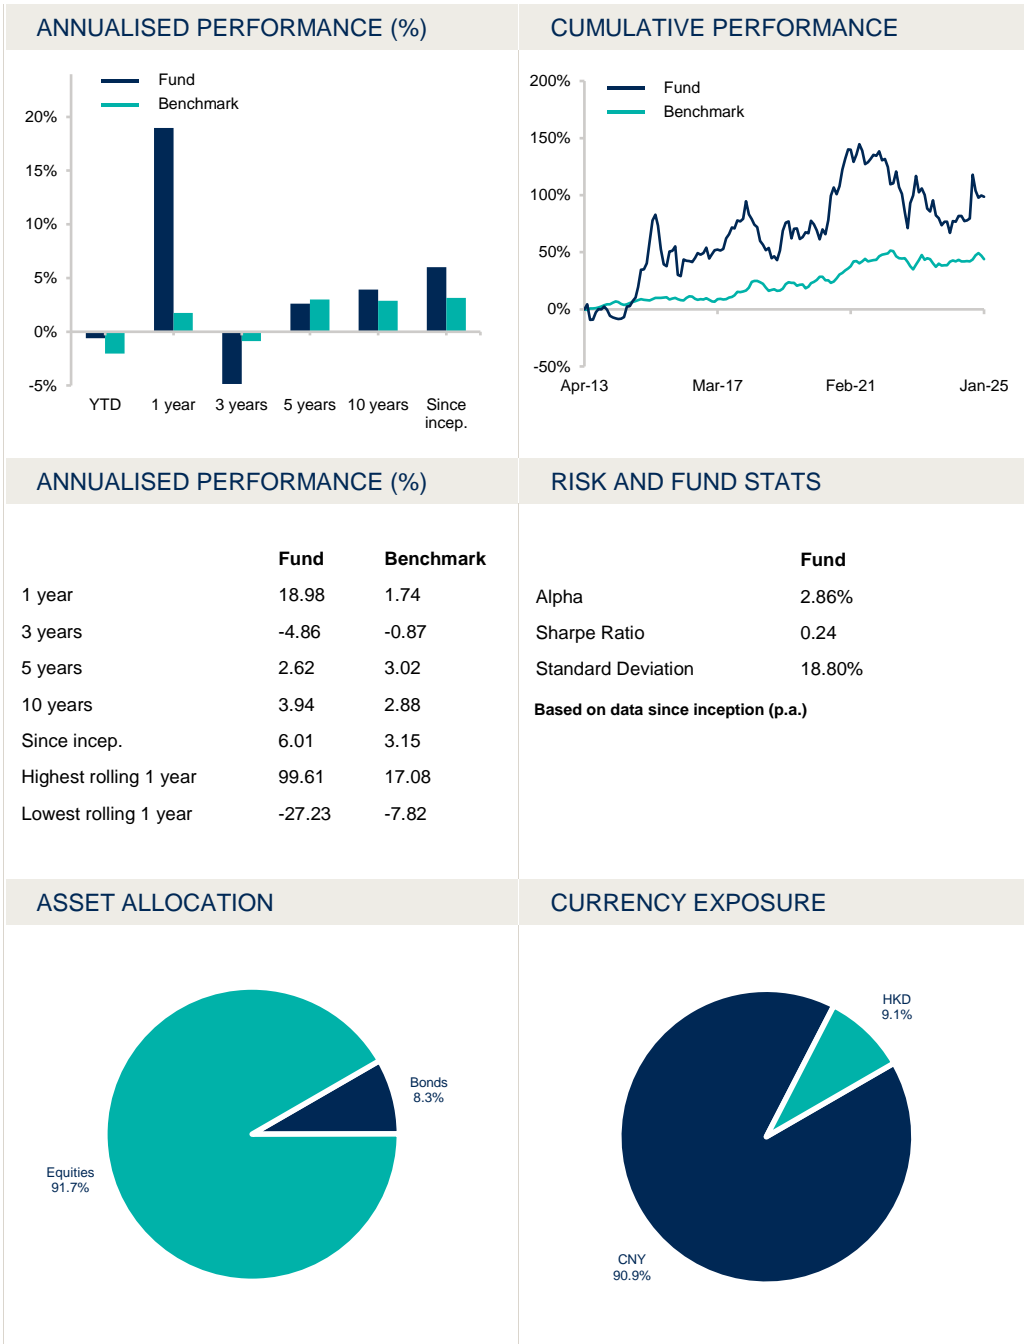 ANNUALISED PERFORMANCE (%)
Fund
Benchmark
20%
15%
10%
5%
0%
-5%
YTD 1 year 3 years 5 years 10 years Since
incep.
CUMULATIVE PERFORMANCE
200%
Fund
Benchmark
150%
100%
50%
0%
-50%
Apr-13 Mar-17 Feb-21 Jan-25
ANNUALISED PERFORMANCE (%)
Fund Benchmark
1 year 18.98 1.74
3 years -4.86 -0.87
5 years 2.62 3.02
10 years 3.94 2.88
Since incep. 6.01 3.15
Highest rolling 1 year 99.61 17.08
Lowest rolling 1 year -27.23 -7.82
RISK AND FUND STATS
Fund
Alpha 2.86%
Sharpe Ratio 0.24
Standard Deviation 18.80%
Based on data since inception (p.a.)
ASSET ALLOCATION
Bonds
8.3%
Equities
91.7%
CURRENCY EXPOSURE
HKD
9.1%
CNY
90.9%